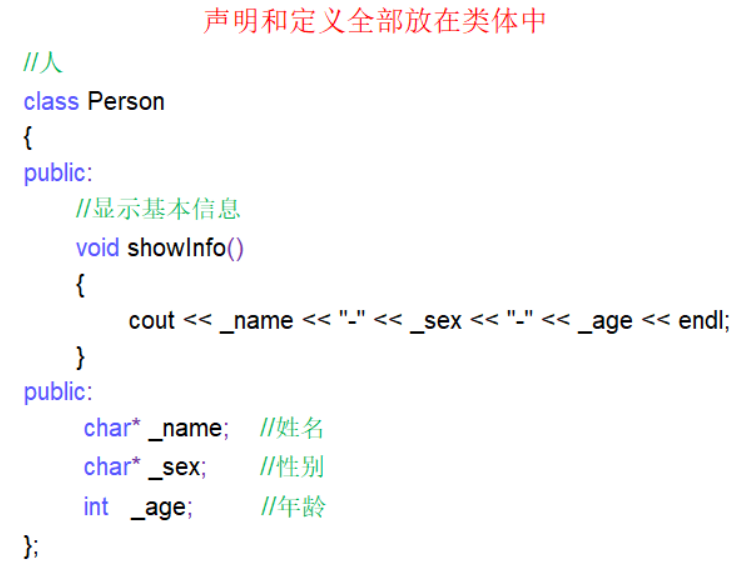 声明和定义全部放在类体中
//人
class Person
{
public:
//显示基本信息
void showInfo()
{
cout << _name << "-" << _sex << "-" << _age << endl;
}
public:
char* _name; //姓名
char* _sex; //性别
int _age; //年龄
};